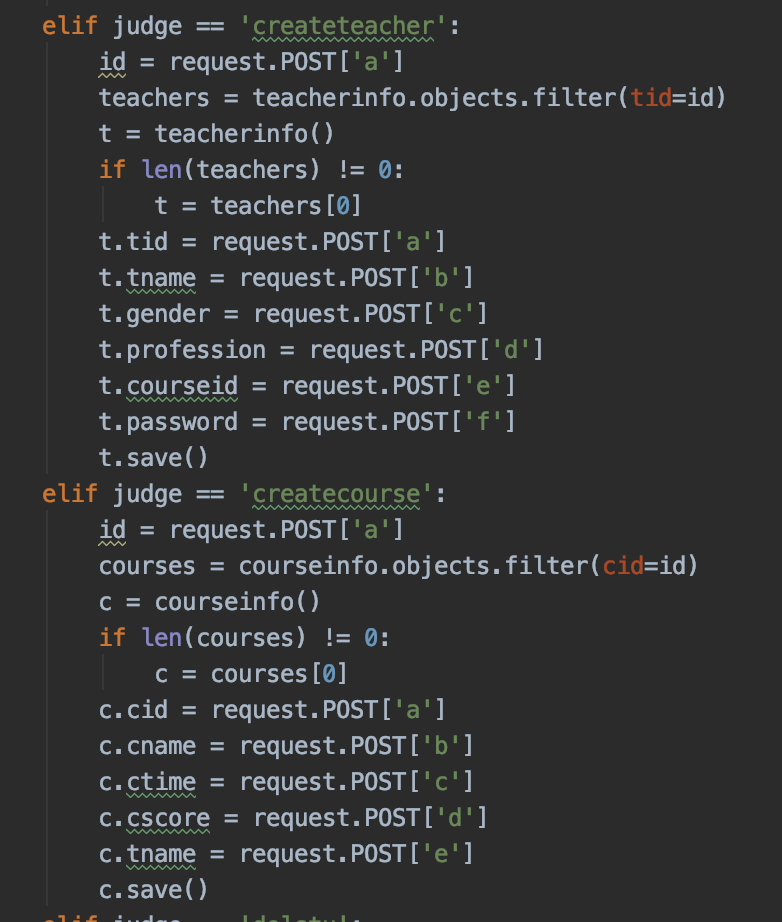 elif judge == 'createteacher':
id = request.POST['a']
teachers = teacherinfo.objects.filter(tid=id)
t = teacherinfo()
if len(teachers) != 0:
t = teachers[0]
t.tid = request.POST['a']
t.tname = request.POST['b']
t.gender = request.POST['c']
t.profession = request.POST['d']
t.courseid = request.POST['e']
t.password = request.POST['f']
t.save()
elif judge == 'createcourse':
id = request.POST['a']
courses = courseinfo.objects.filter(cid=id)
c = courseinfo()
if len(courses) != 0:
c = courses[0]
c.cid = request.POST['a']
c.cname = request.POST['b']
c.ctime = request.POST['c']
c.cscore = request.POST['d']
c.tname = request.POST['e']
c.save()